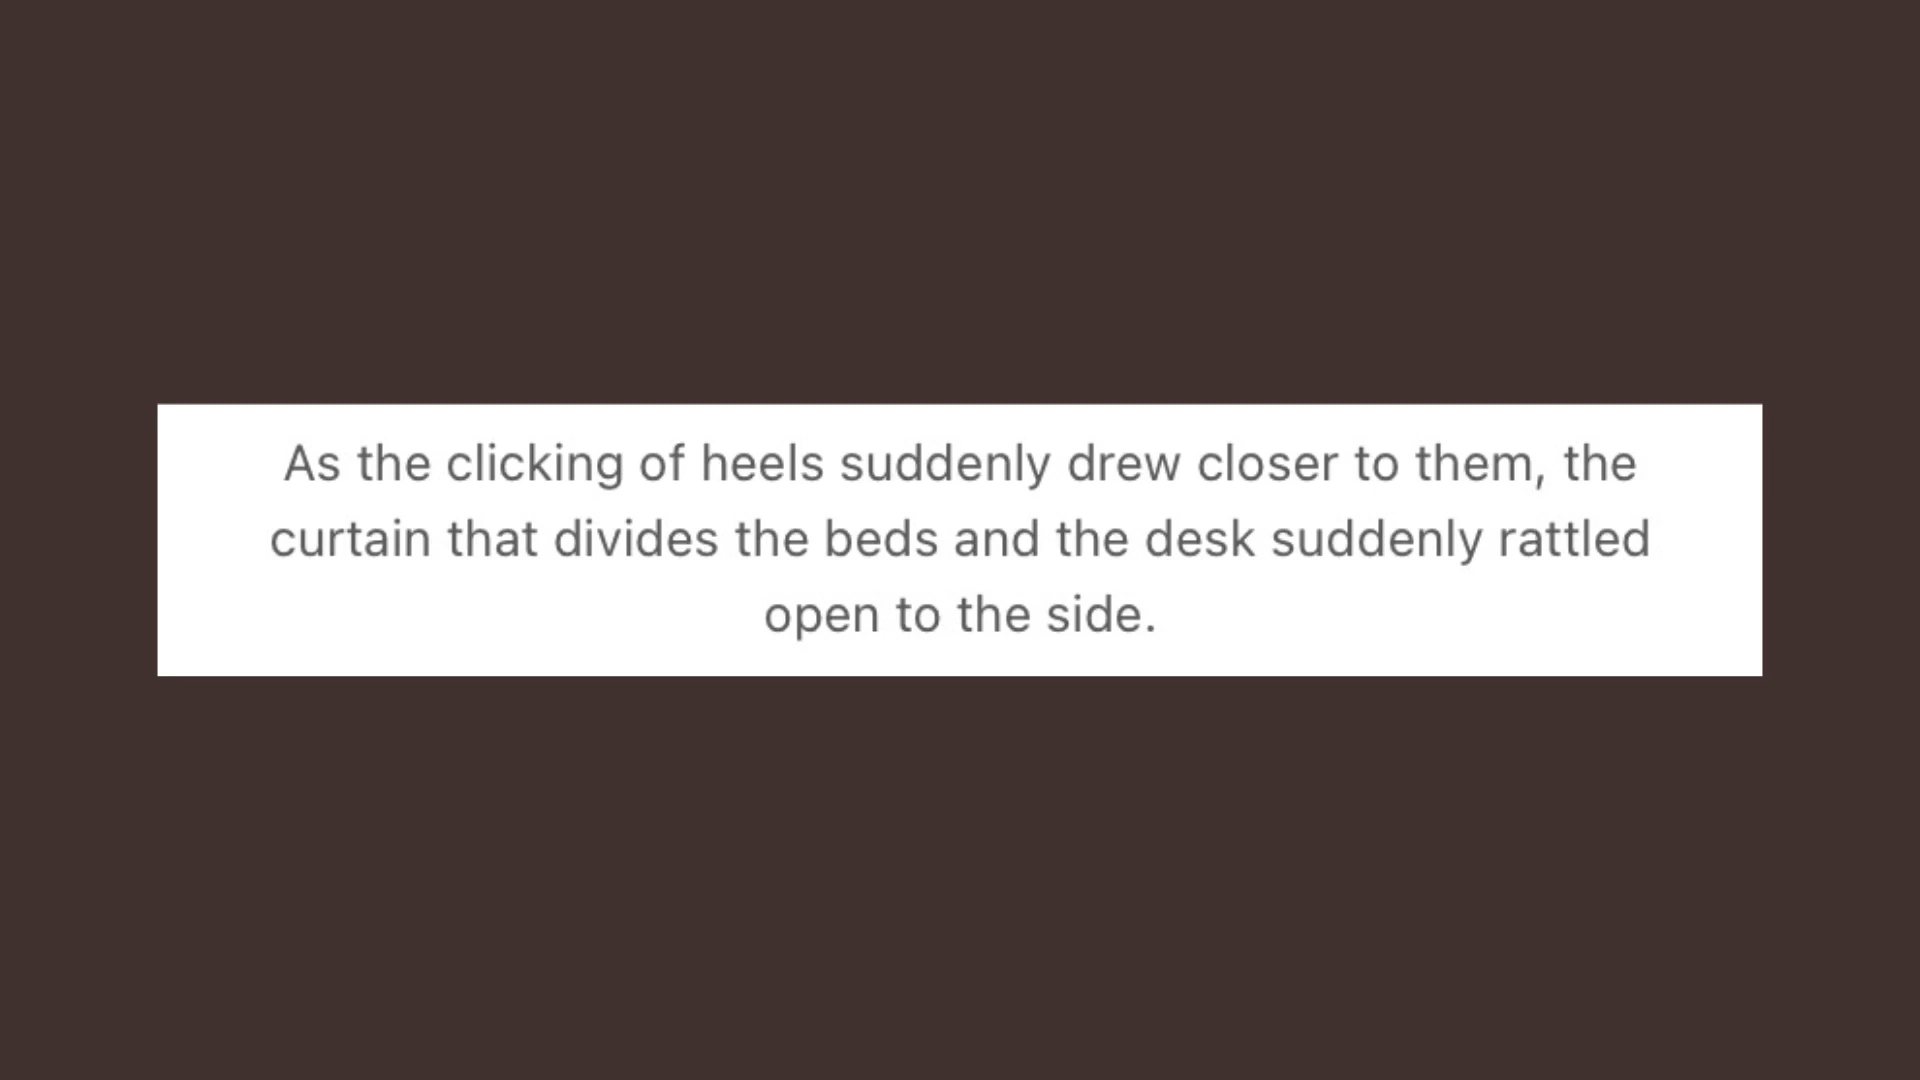 As the clicking of heels suddenly drew closer to them, the
curtain that divides the beds and the desk suddenly rattled
open to the side.